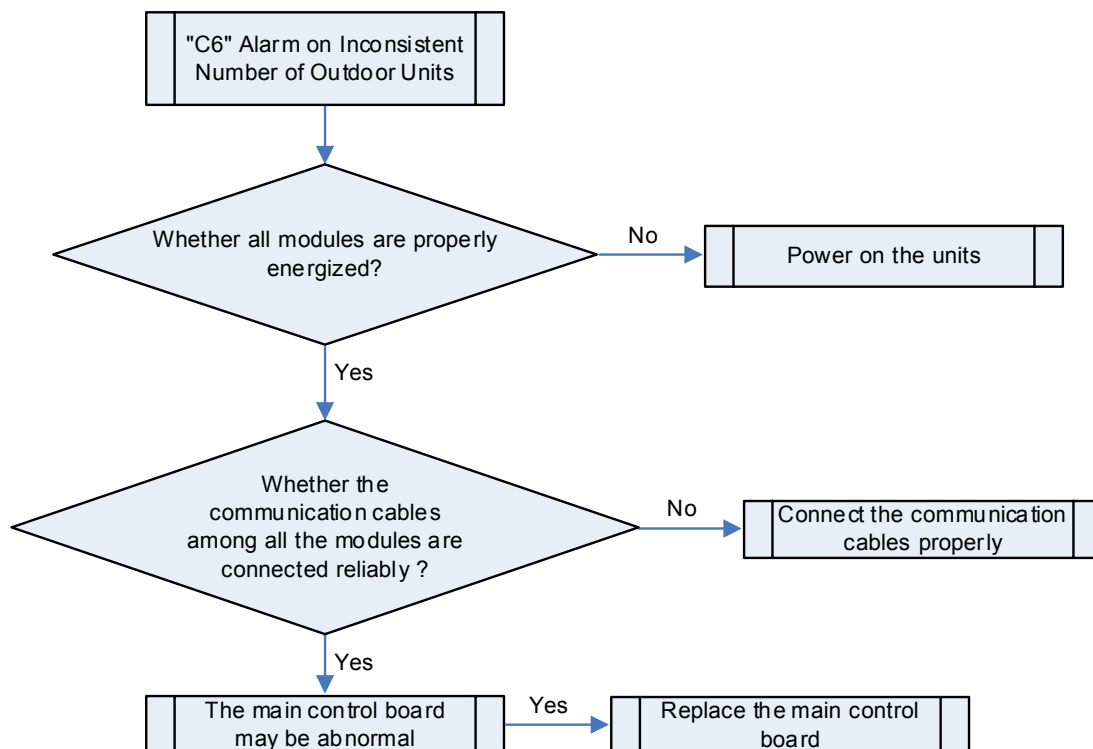 "C6" Alarm on Inconsistent
Number of Outdoor Units
Whether all modules are properly
energized?
No
Power on the units
Yes
Whether the
communication cables
among all the modules are
connected reliably ?
No
Connect the communication
cables properly
Yes
The main control board
may be abnormal
Yes
Replace the main control
board